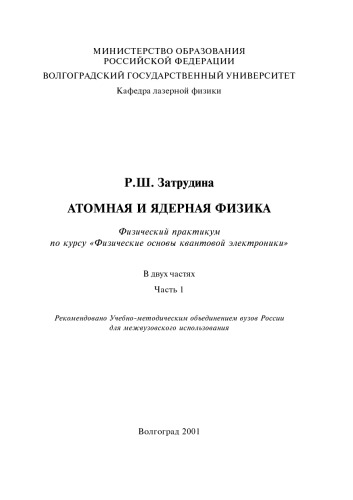 МИНИСТЕРСТВО ОБРАЗОВАНИЯ
РОССИЙСКОЙ ФЕДЕРАЦИИ
ВОЛГОГРАДСКИЙ ГОСУДАРСТВЕННЫЙ УНИВЕРСИТЕТ
Кафедра лазерной физики
Р.Ш. Затрудина
АТОМНАЯ И ЯДЕРНАЯ ФИЗИКА
Физический практикум
по курсу «Физические основы квантовой электроники»
В двух частях
Часть 1
Рекомендовано Учебно-методическим объединением вузов России
для межвузовского использования
Волгоград 2001